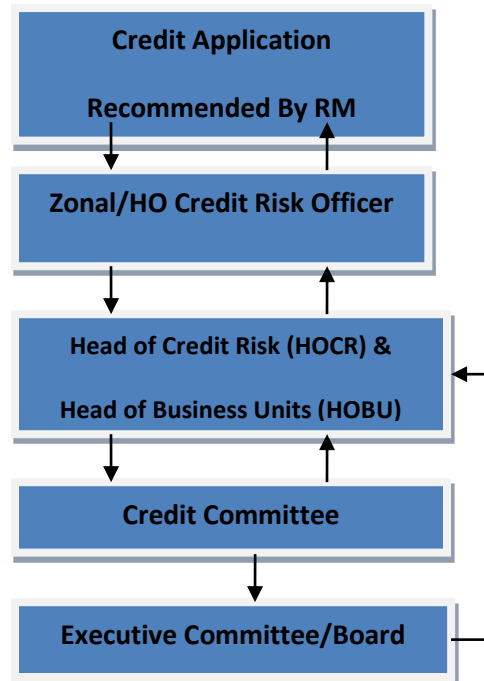 Credit Application
Recommended By RM
Zonal/HO Credit Risk Officer
Head of Credit Risk (HOCR) &
Head of Business Units (HOBU)
Credit Committee
Executive Committee/Board